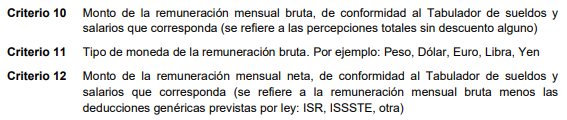 Criterio 10 Monto de la remuneración mensual bruta, de conformidad al Tabulador de sueldos y
salarios que corresponda (se refiere a las percepciones totales sin descuento alguno)
Criterio 11 Tipo de moneda de la remuneración bruta. Por ejemplo: Peso, Dólar, Euro, Libra, Yen
Criterio 12 Monto de la remuneración mensual neta, de conformidad al Tabulador de sueldos y
salarios que corresponda (se refiere a la remuneración mensual bruta menos las
deducciones genéricas previstas por ley: ISR, ISSSTE, otra)